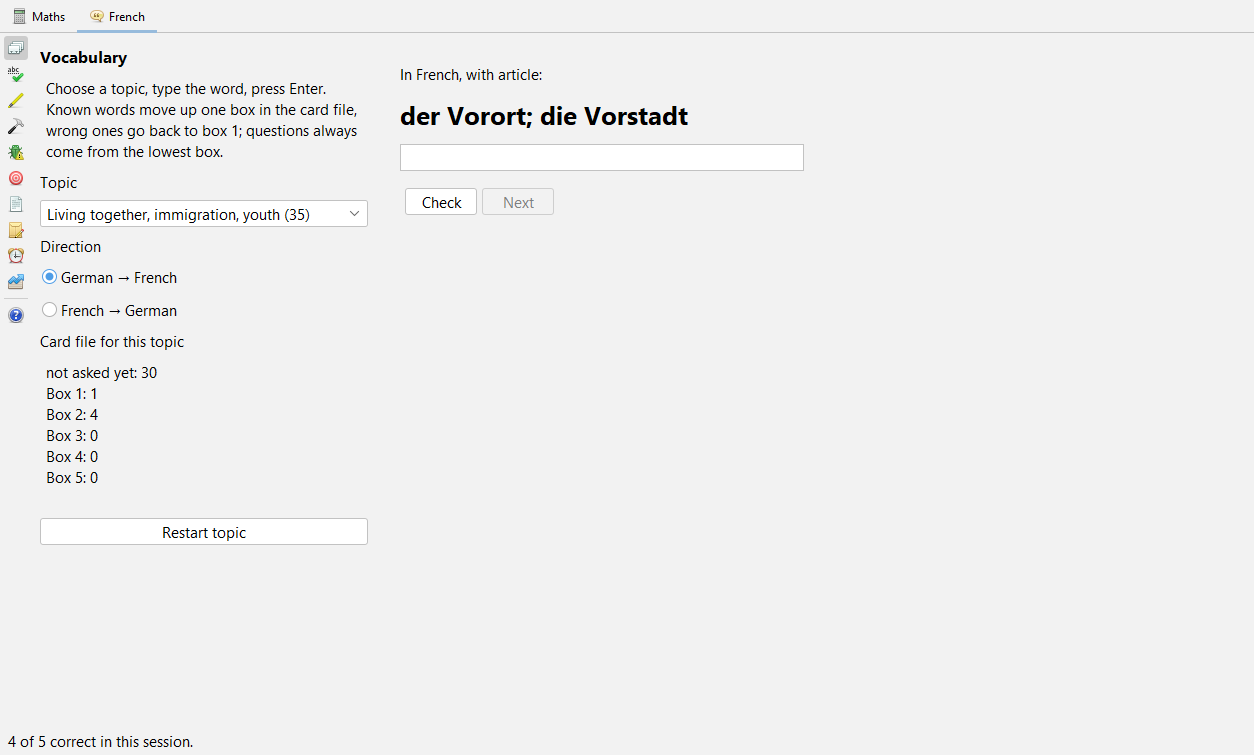 Maths
French
abc
Vocabulary
Choose a topic, type the word, press Enter.
Known words move up one box in the card file,
wrong ones go back to box 1; questions always
come from the lowest box.
Topic
Living together, immigration, youth (35)
Direction
German → French
French → German
Card file for this topic
not asked yet: 30
Box 1: 1
Box 2: 4
Box 3: 0
Box 4: 0
Box 5: 0
Restart topic
In French, with article:
der Vorort; die Vorstadt
Check
Next
4 of 5 correct in this session.